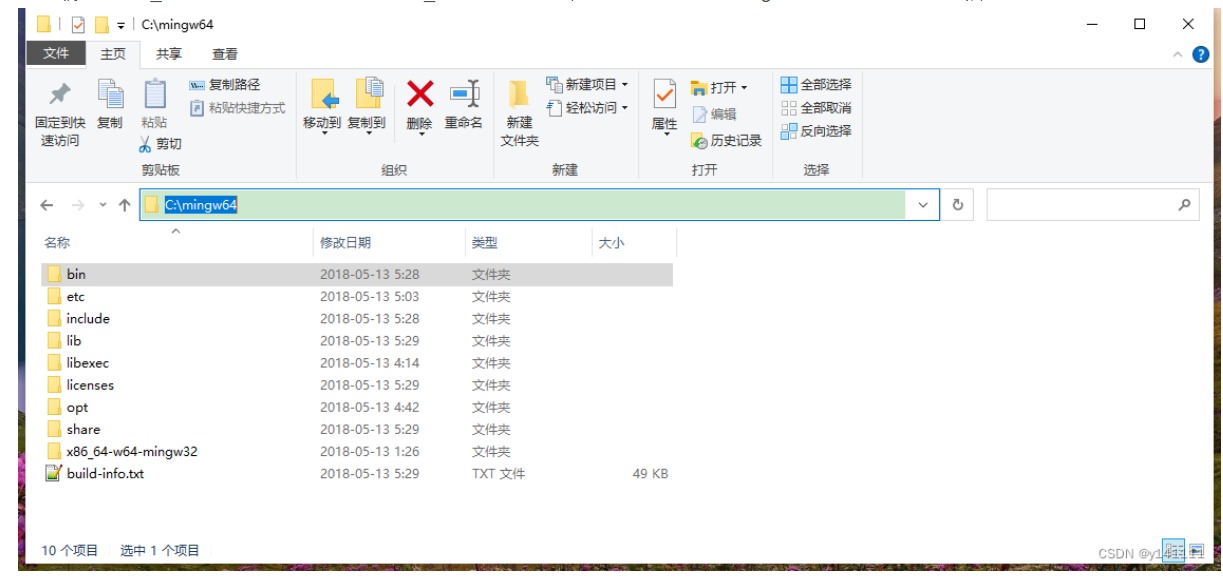 C:\mingw64
文件 主页 共享 查看
固定到快速访问 复制 粘贴 复制路径 粘贴快捷方式 剪切 移动到 复制到 删除 重命名 新建文件夹 新建项目 轻松访问 属性 打开 编辑 历史记录 全部选择 全部取消 反向选择
剪贴板 组织 新建 打开 选择
C:\mingw64
名称 修改日期 类型 大小
bin 2018-05-13 5:28 文件夹
etc 2018-05-13 5:03 文件夹
include 2018-05-13 5:28 文件夹
lib 2018-05-13 5:29 文件夹
libexec 2018-05-13 4:14 文件夹
licenses 2018-05-13 5:29 文件夹
opt 2018-05-13 4:42 文件夹
share 2018-05-13 5:29 文件夹
x86_64-w64-mingw32 2018-05-13 1:26 文件夹
build-info.txt 2018-05-13 5:29 TXT 文件 49 KB
10 个项目 选中 1 个项目
CSDN